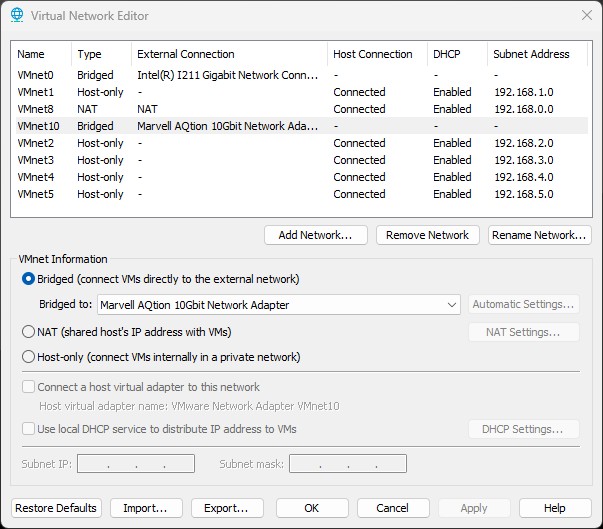 Virtual Network Editor
Name Type External Connection Host Connection DHCP Subnet Address
VMnet0 Bridged Intel(R) I211 Gigabit Network Conn... - - -
VMnet1 Host-only - Connected Enabled 192.168.1.0
VMnet8 NAT NAT Connected Enabled 192.168.0.0
VMnet10 Bridged Marvell AQtion 10Gbit Network Ada... - - -
VMnet2 Host-only - Connected Enabled 192.168.2.0
VMnet3 Host-only - Connected Enabled 192.168.3.0
VMnet4 Host-only - Connected Enabled 192.168.4.0
VMnet5 Host-only - Connected Enabled 192.168.5.0
Add Network... Remove Network Rename Network...
VMnet Information
Bridged (connect VMs directly to the external network)
Bridged to: Marvell AQtion 10Gbit Network Adapter Automatic Settings...
NAT (shared host's IP address with VMs) NAT Settings...
Host-only (connect VMs internally in a private network)
Connect a host virtual adapter to this network
Host virtual adapter name: VMware Network Adapter VMnet10
Use local DHCP service to distribute IP address to VMs DHCP Settings...
Subnet IP: . . . Subnet mask: . . .
Restore Defaults Import... Export... OK Cancel Apply Help